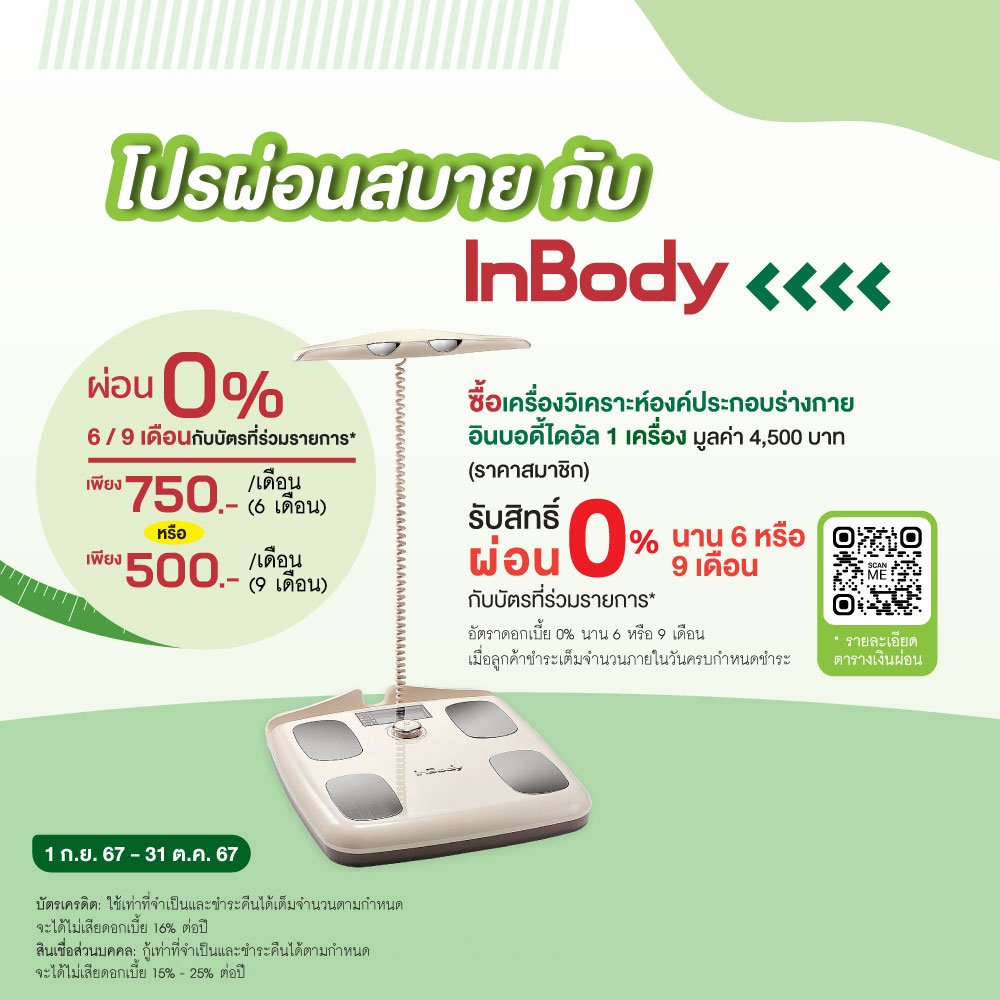 โปรผ่อนสบาย กับ
InBody
ผ่อน 0%
6 / 9 เดือนกับบัตรที่ร่วมรายการ*
เพียง 750.- /เดือน (6 เดือน)
หรือ
เพียง 500.- /เดือน (9 เดือน)
ซื้อเครื่องวิเคราะห์องค์ประกอบร่างกาย
อินบอดี้ไดอัล 1 เครื่อง มูลค่า 4,500 บาท
(ราคาสมาชิก)
รับสิทธิ์
ผ่อน 0% นาน 6 หรือ
9 เดือน
กับบัตรที่ร่วมรายการ*
อัตราดอกเบี้ย 0% นาน 6 หรือ 9 เดือน
เมื่อลูกค้าชำระเต็มจำนวนภายในวันครบกำหนดชำระ
SCAN
ME
* รายละเอียด
ตารางเงินผ่อน
InBody
1 ก.ย. 67 - 31 ต.ค. 67
บัตรเครดิต: ใช้เท่าที่จำเป็นและชำระคืนได้เต็มจำนวนตามกำหนด
จะได้ไม่เสียดอกเบี้ย 16% ต่อปี
สินเชื่อส่วนบุคคล: กู้เท่าที่จำเป็นและชำระคืนได้ตามกำหนด
จะได้ไม่เสียดอกเบี้ย 15% - 25% ต่อปี